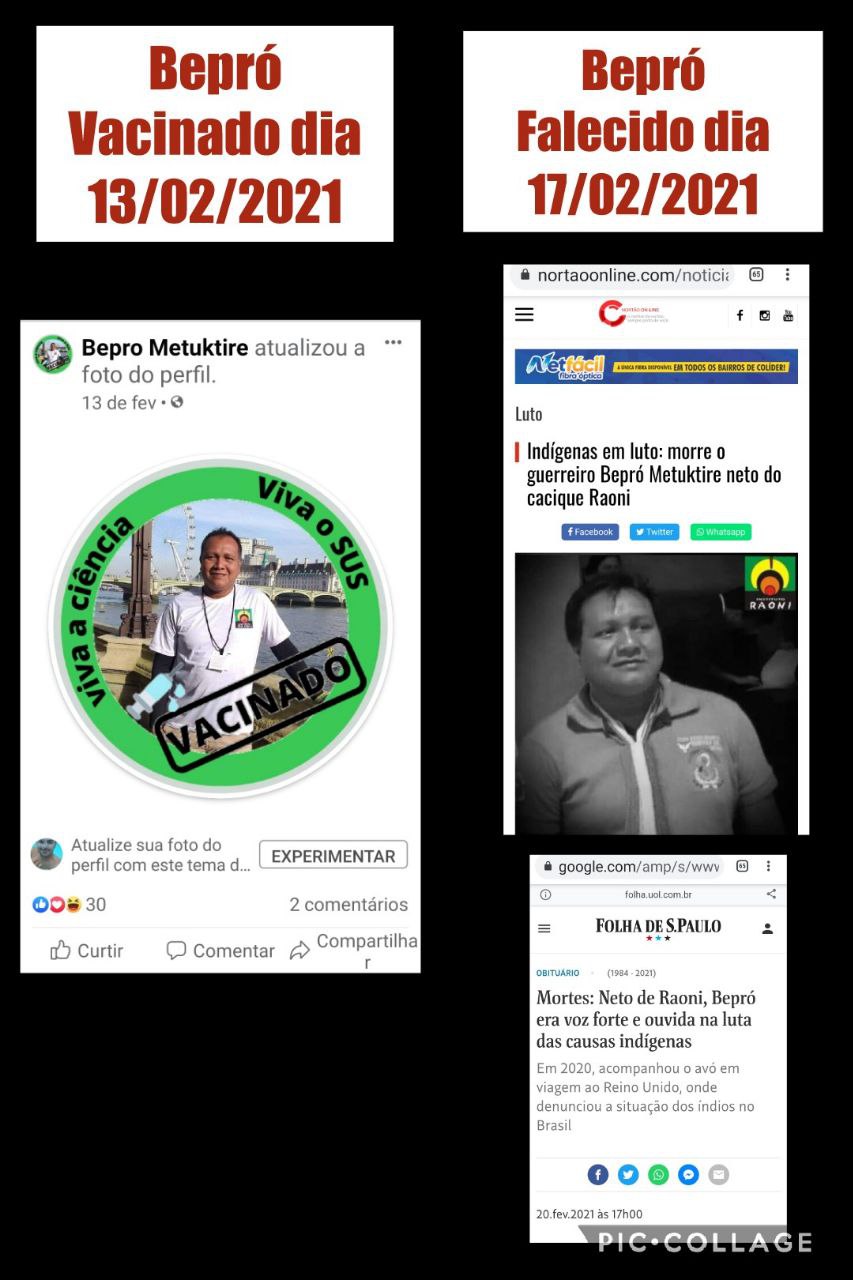 Bepró
Vacinado dia
13/02/2021
Bepró
Falecido dia
17/02/2021
Bepro Metuktire atualizou a
foto do perfil.
13 de fev
viva a ciência
Viva o SUS
VACINADO
Atualize sua foto do
perfil com este tema d...
EXPERIMENTAR
30
2 comentários
Curtir
Comentar
Compartilha
r
nortaoonline.com/noticia
65
Netfácil
fibra óptica
A ÚNICA FIBRA DISPONÍVEL EM TODOS OS BAIRROS DE COLÍDER!
Luto
Indígenas em luto: morre o
guerreiro Bepró Metuktire neto do
cacique Raoni
Facebook
Twitter
Whatsapp
INSTITUTO
RAONI
google.com/amp/s/www
65
folha.uol.com.br
FOLHA DE S.PAULO
OBITUÁRIO (1984 - 2021)
Mortes: Neto de Raoni, Bepró
era voz forte e ouvida na luta
das causas indígenas
Em 2020, acompanhou o avó em
viagem ao Reino Unido, onde
denunciou a situação dos índios no
Brasil
20.fev.2021 às 17h00
PIC•COLLAGE